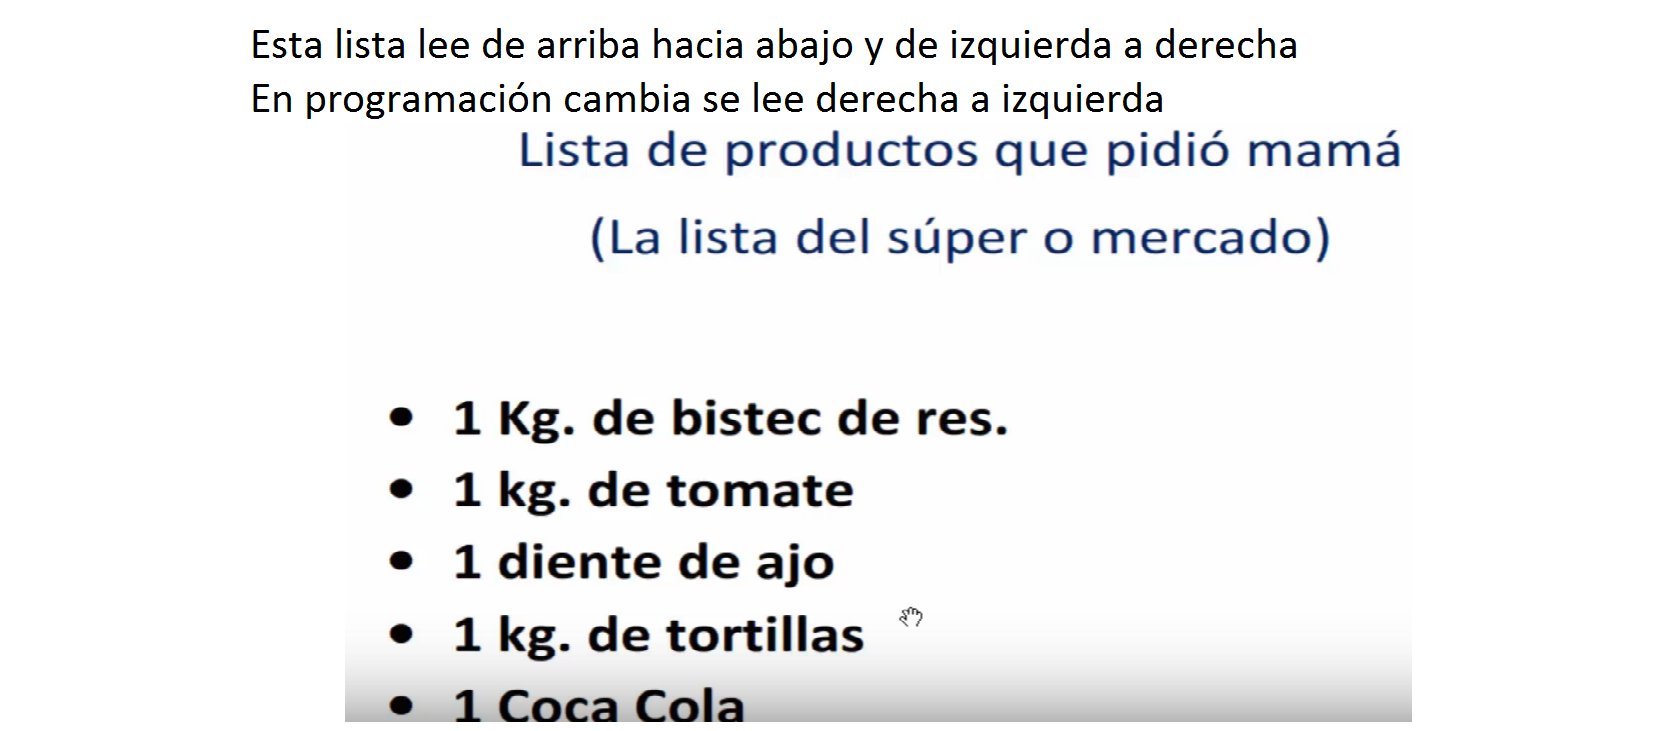 Esta lista lee de arriba hacia abajo y de izquierda a derecha
En programación cambia se lee derecha a izquierda
Lista de productos que pidió mamá
(La lista del súper o mercado)
• 1 Kg. de bistec de res.
• 1 kg. de tomate
• 1 diente de ajo
• 1 kg. de tortillas
• 1 Coca Cola